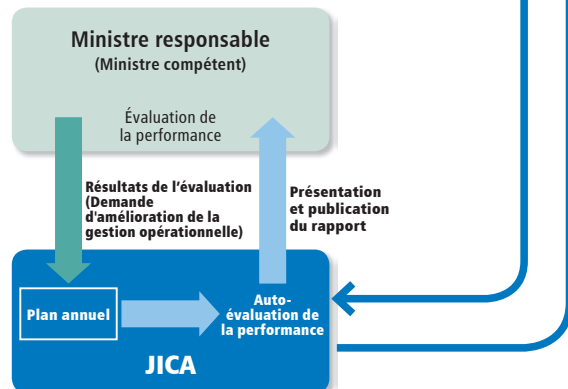 Ministre responsable
(Ministre compétent)
Évaluation de
la performance
Résultats de l'évaluation
(Demande
d'amélioration de la
gestion opérationnelle)
Présentation
et publication
du rapport
Plan annuel
Auto-
évaluation de
la performance
JICA